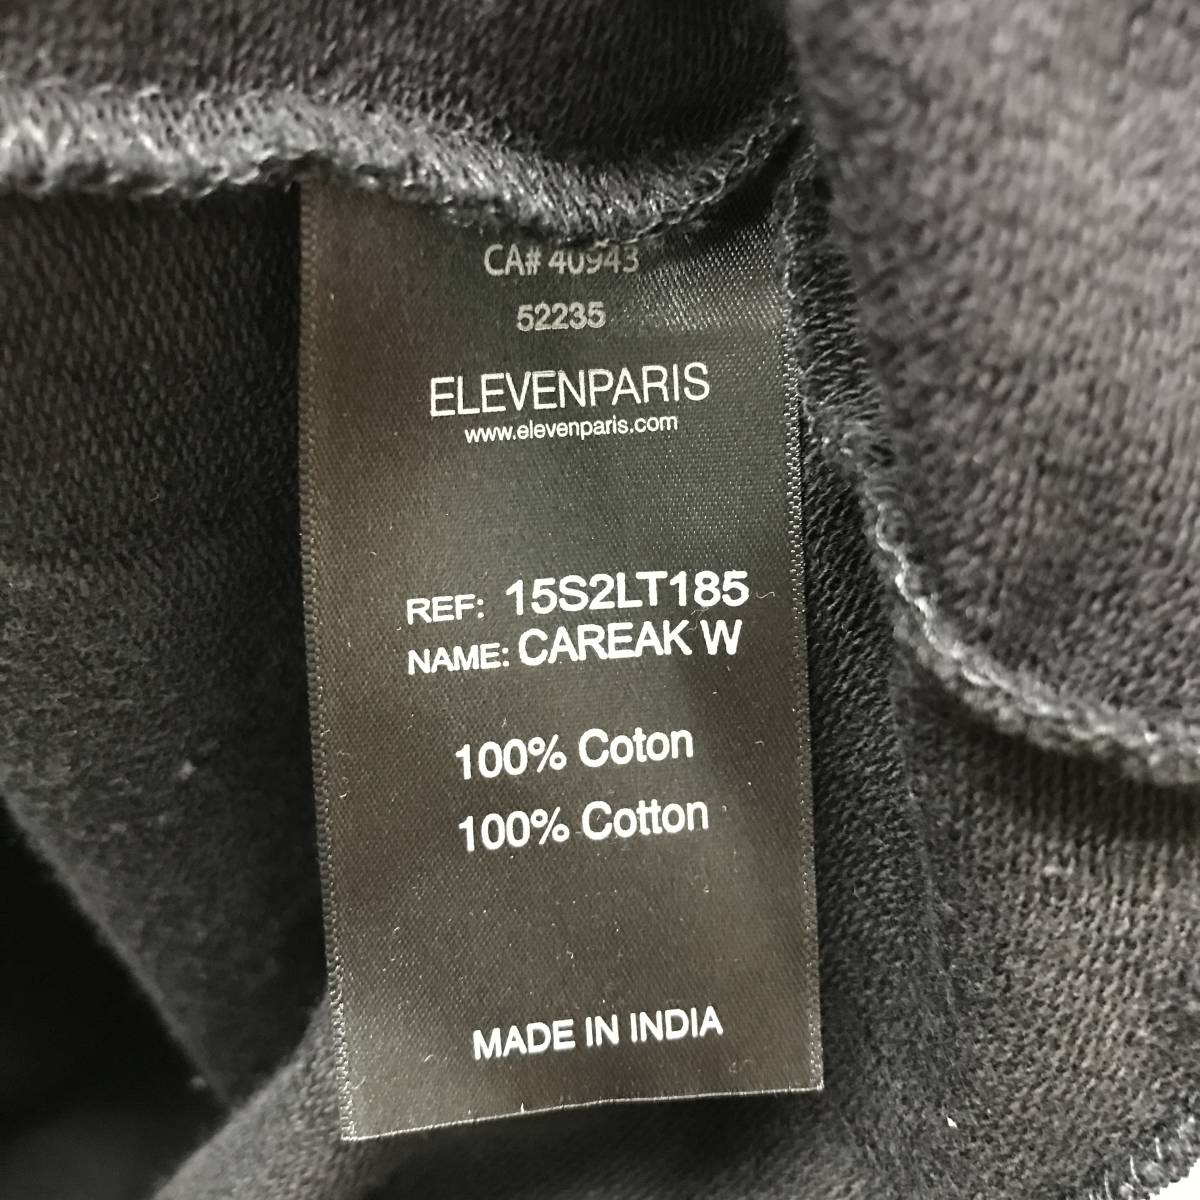 CA# 40943
52235
ELEVENPARIS
www.elevenparis.com
REF: 15S2LT185
NAME: CAREAK W
100% Coton
100% Cotton
MADE IN INDIA